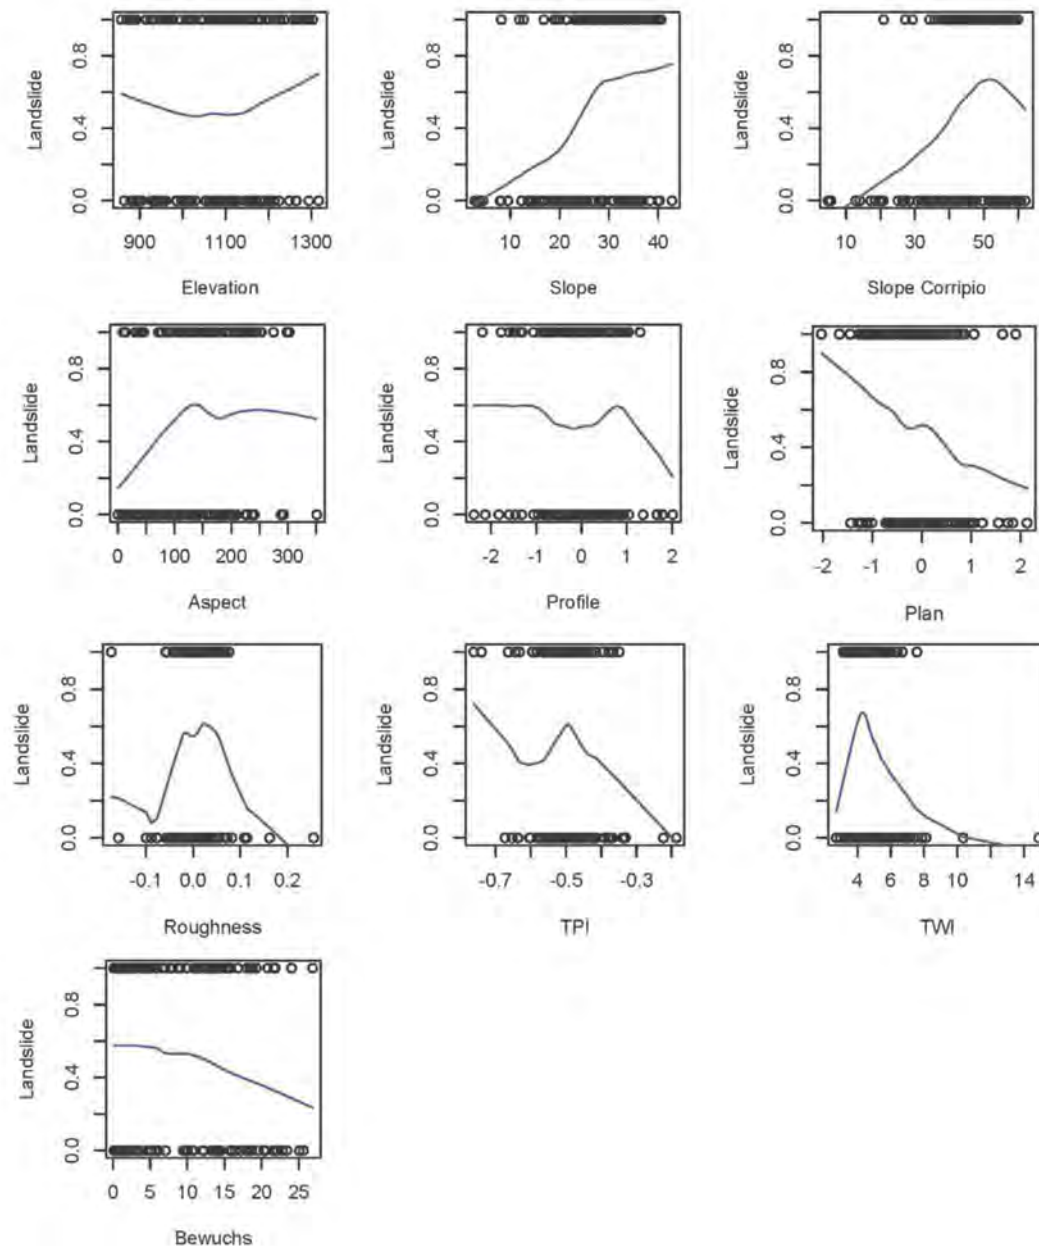 Landslide
0.0 0.4 0.8
900 1100 1300
Elevation
Landslide
0.0 0.4 0.8
10 20 30 40
Slope
Landslide
0.0 0.4 0.8
10 30 50
Slope Corripio
Landslide
0.0 0.4 0.8
0 100 200 300
Aspect
Landslide
0.0 0.4 0.8
-2 -1 0 1 2
Profile
Landslide
0.0 0.4 0.8
-2 -1 0 1 2
Plan
Landslide
0.0 0.4 0.8
-0.1 0.0 0.1 0.2
Roughness
Landslide
0.0 0.4 0.8
-0.7 -0.5 -0.3
TPI
Landslide
0.0 0.4 0.8
4 6 8 10 14
TWI
Landslide
0.0 0.4 0.8
0 5 10 15 20 25
Bewuchs